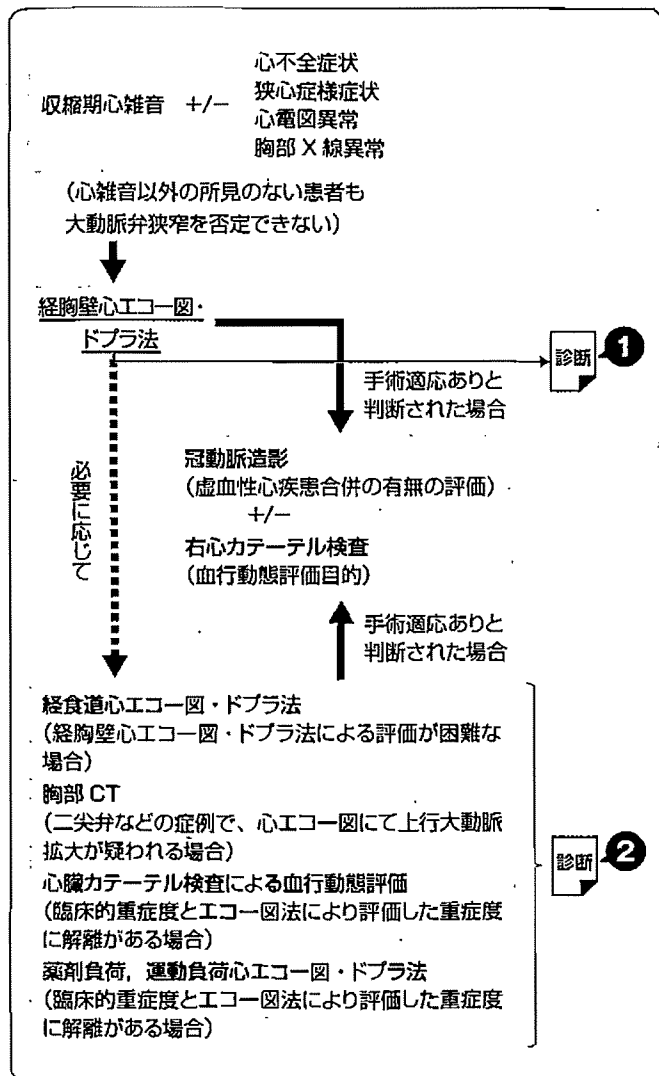 心不全症状
収縮期心雑音 +/− 狭心症様症状
心電図異常
胸部X線異常
(心雑音以外の所見のない患者も
大動脈弁狭窄を否定できない)
経胸壁心エコー図・
ドプラ法
診断 1
手術適応ありと
判断された場合
必要に応じて
冠動脈造影
(虚血性心疾患合併の有無の評価)
+/−
右心カテーテル検査
(血行動態評価目的)
手術適応ありと
判断された場合
経食道心エコー図・ドプラ法
(経胸壁心エコー図・ドプラ法による評価が困難な
場合)
胸部CT
(二尖弁などの症例で、心エコー図にて上行大動脈
拡大が疑われる場合)
診断 2
心臓カテーテル検査による血行動態評価
(臨床的重症度とエコー図法により評価した重症度
に解離がある場合)
薬剤負荷,運動負荷心エコー図・ドプラ法
(臨床的重症度とエコー図法により評価した重症度
に解離がある場合)